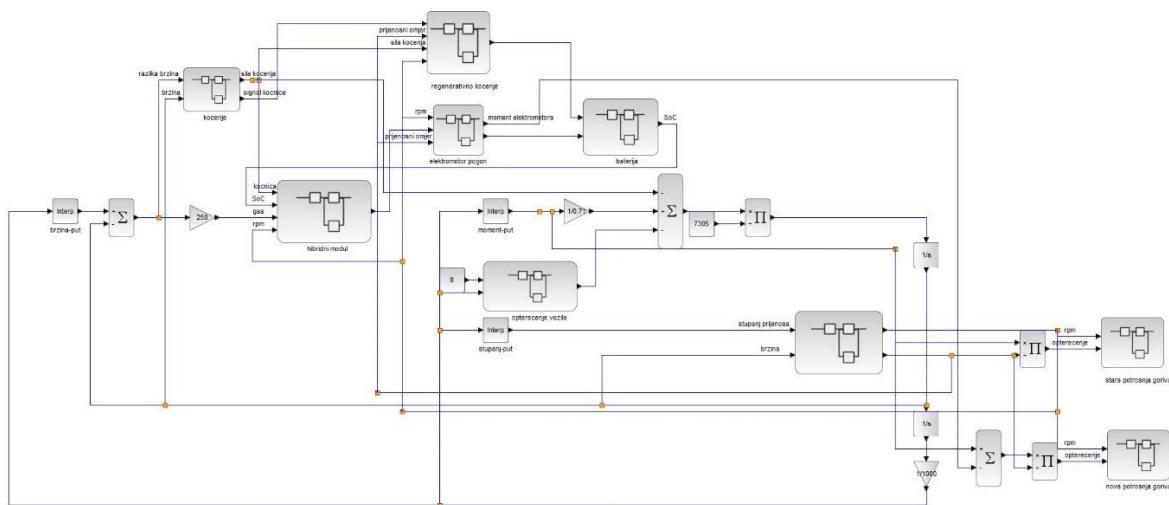 prijenosni omjer
sila kocenja
regenerativno kocenje
razlika brzina
sila kocenja
brzina
signal kocnice
kocenje
rpm
moment elektromotora
prijenosni omjer
elektromotor pogon
SoC
baterija
kocnica
SoC
gas
rpm
hibridni modul
Interp
brzina-put
+
-
Σ
250
Interp
moment-put
1/0.71
-
+
-
Σ
7305
×
÷
Π
1/s
0
opterecenje vozila
Interp
stupanj-put
stupanj prijenosa
brzina
×
÷
Π
rpm
opterecenje
stara potrosnja goriva
1/s
+
-
Σ
×
÷
Π
rpm
opterecenje
nova potrosnja goriva
1/1000